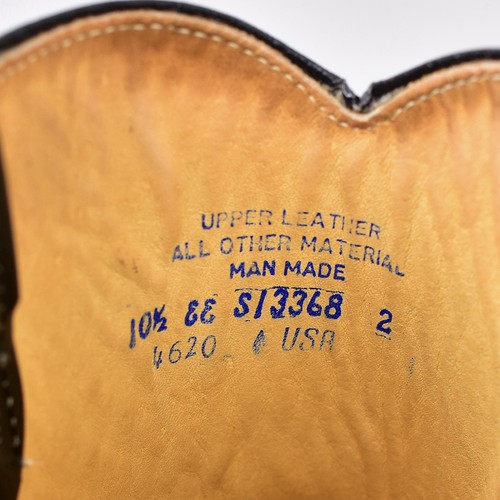 UPPER LEATHER
ALL OTHER MATERIAL
MAN MADE
10½ EE S13368 2
4620 USA